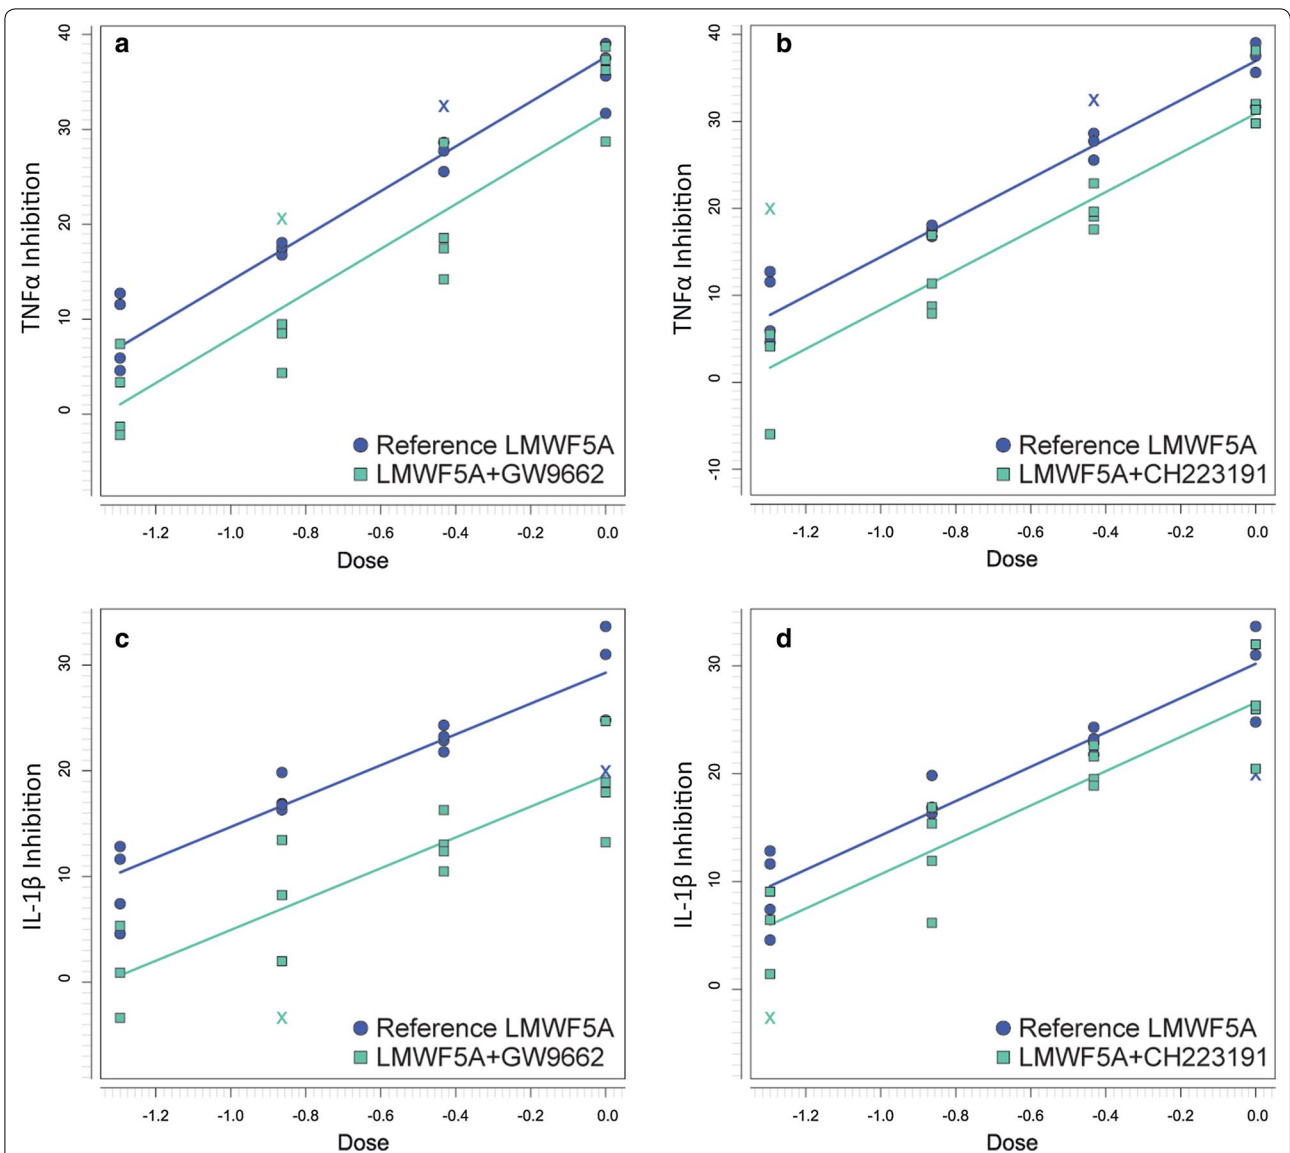 a
TNFα Inhibition
40
30
20
10
0
Reference LMWF5A
LMWF5A+GW9662
X
X
-1.2 -1.0 -0.8 -0.6 -0.4 -0.2 0.0
Dose
b
TNFα Inhibition
40
30
20
10
0
-10
X
X
Reference LMWF5A
LMWF5A+CH223191
-1.2 -1.0 -0.8 -0.6 -0.4 -0.2 0.0
Dose
c
IL-1β Inhibition
30
20
10
0
X
X
Reference LMWF5A
LMWF5A+GW9662
-1.2 -1.0 -0.8 -0.6 -0.4 -0.2 0.0
Dose
d
IL-1β Inhibition
30
20
10
0
X
X
Reference LMWF5A
LMWF5A+CH223191
-1.2 -1.0 -0.8 -0.6 -0.4 -0.2 0.0
Dose